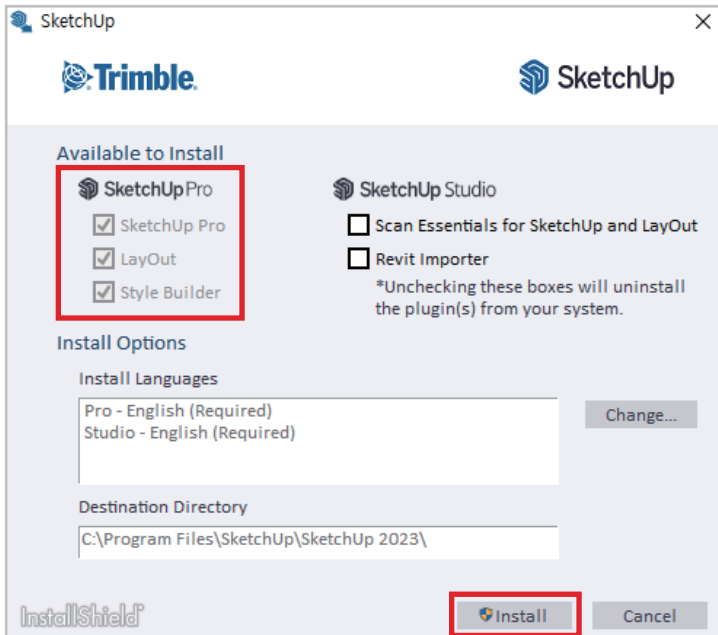 SketchUp
Trimble.
SketchUp
Available to Install
SketchUp Pro
SketchUp Pro
LayOut
Style Builder
SketchUp Studio
Scan Essentials for SketchUp and LayOut
Revit Importer
*Unchecking these boxes will uninstall
the plugin(s) from your system.
Install Options
Install Languages
Pro - English (Required)
Studio - English (Required)
Change...
Destination Directory
C:\Program Files\SketchUp\SketchUp 2023\
InstallShield
Install
Cancel